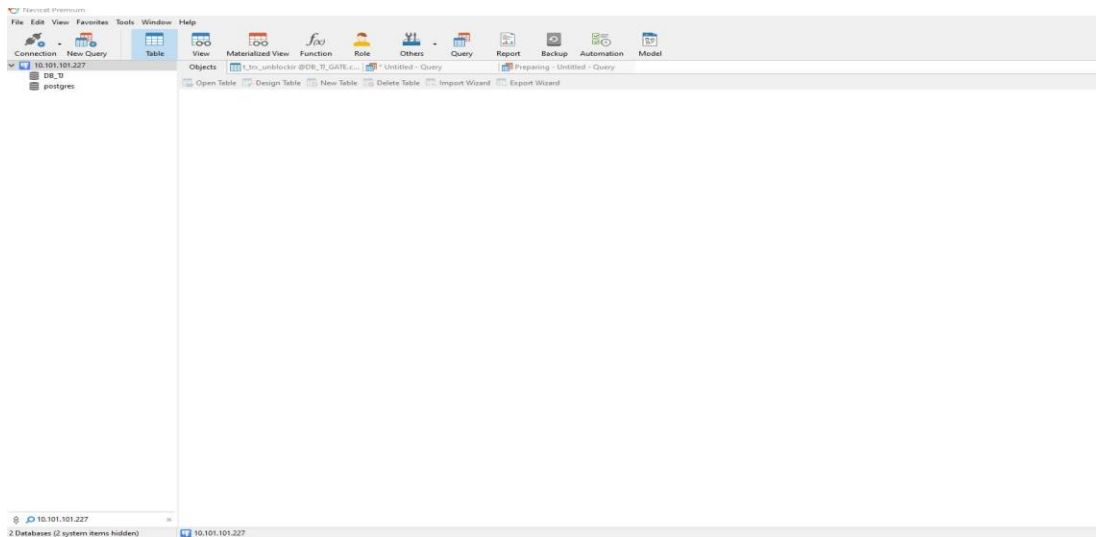 Navicat Premium
File Edit View Favorites Tools Window Help
Connection New Query Table View Materialized View Function Role Others Query Report Backup Automation Model
10.101.101.227
Objects t_trx_unblockir @DB_TJ_GATE.c... * Untitled - Query Preparing - Untitled - Query
DB_TJ
Open Table Design Table New Table Delete Table Import Wizard Export Wizard
postgres
10.101.101.227
2 Databases (2 system items hidden) 10.101.101.227